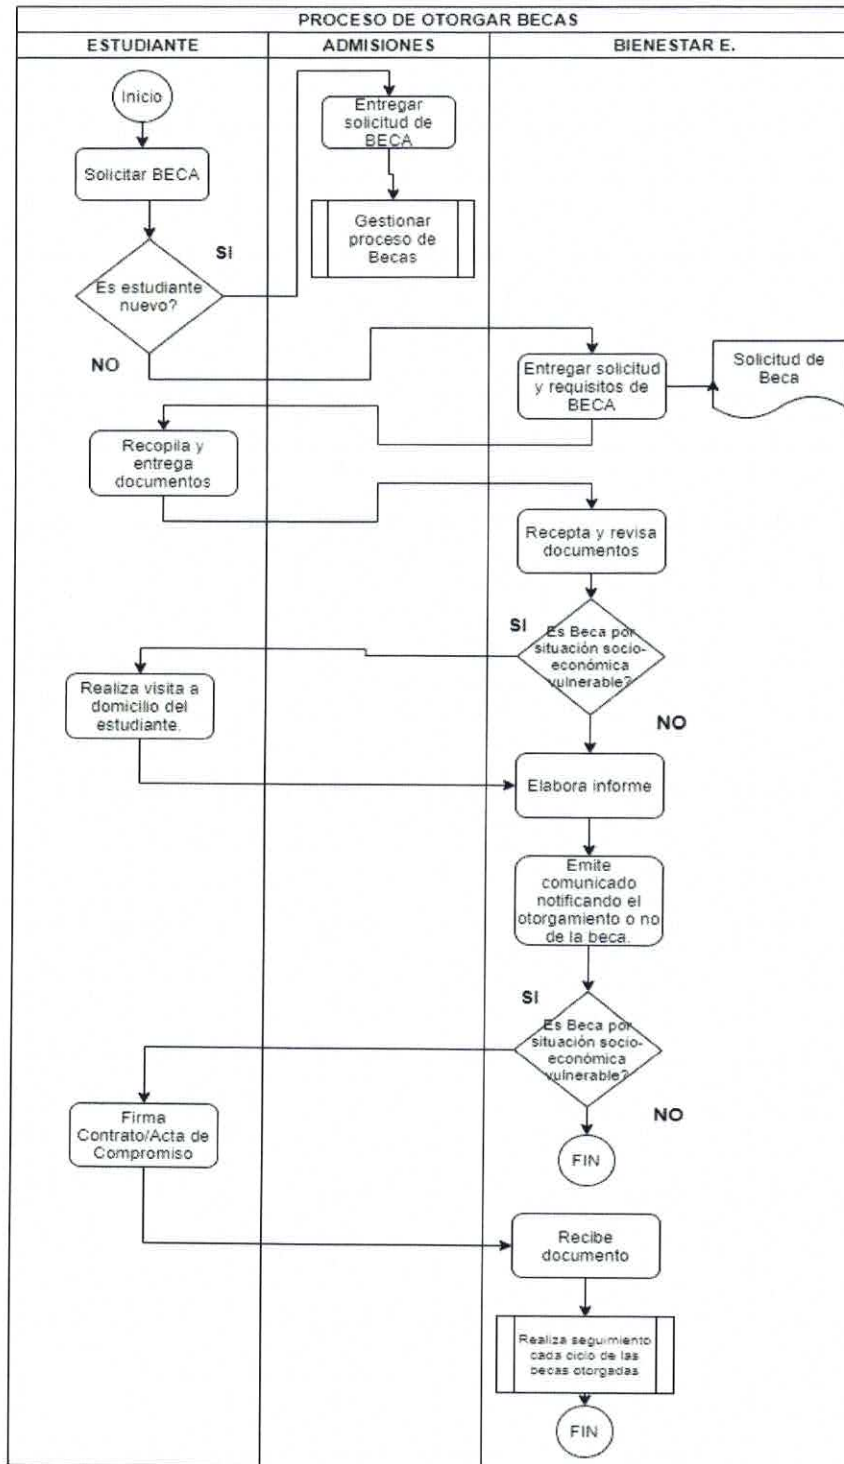 PROCESO DE OTORGAR BECAS
ESTUDIANTE
ADMISIONES
BIENESTAR E.
Inicio
Entregar
solicitud de
BECA
Solicitar BECA
Gestionar
proceso de
Becas
SI
Es estudiante
nuevo?
NO
Entregar solicitud
y requisitos de
BECA
Solicitud de
Beca
Recopila y
entrega
documentos
Recepta y revisa
documentos
SI
Es Beca por
situación socio-
económica
vulnerable?
Realiza visita a
domicilio del
estudiante.
NO
Elabora informe
Emite
comunicado
notificando el
otorgamiento o no
de la beca.
SI
Es Beca por
situación socio-
económica
vulnerable?
NO
Firma
Contrato/Acta de
Compromiso
FIN
Recibe
documento
Realiza seguimiento
cada ciclo de las
becas otorgadas
FIN